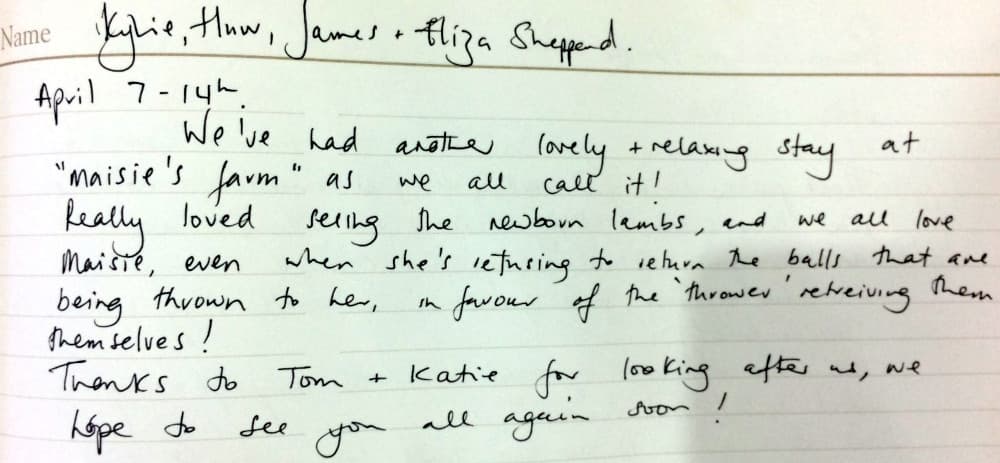 Name Kylie, Huw, James + Eliza Sheppard.
April 7 - 14th.
We've had another lovely + relaxing stay at
"maisie's farm" as we all call it!
Really loved seeing the newborn lambs, and we all love
Maisie, even when she's refusing to return the balls that are
being thrown to her, in favour of the 'thrower' retreiving them
themselves!
Thanks to Tom + Katie for looking after us, we
hope to see you all again soon!